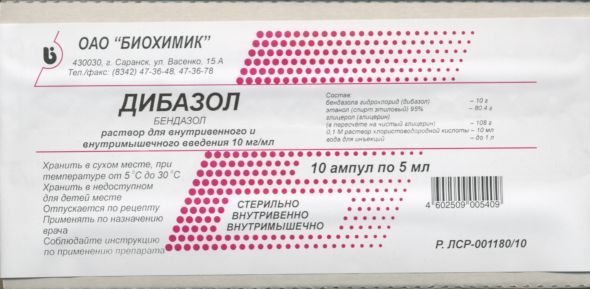 ОАО "БИОХИМИК"
430030, г. Саранск, ул. Васенко, 15 А
Тел./факс: (8342) 47-36-48, 47-36-78
ДИБАЗОЛ
БЕНДАЗОЛ
раствор для внутривенного и
внутримышечного введения 10 мг/мл
Состав:
бендазола гидрохлорид (дибазол) – 10 г
этанол (спирт этиловый) 95% – 80.4 г
глицерол (глицерин)
(в пересчете на чистый глицерин) – 108 г
0,1 М раствор хлористоводородной кислоты – 10 мл
вода для инъекций – до 1 л
Хранить в сухом месте, при
температуре от 5°С до 30°С
Хранить в недоступном
для детей месте
Отпускается по рецепту
Применять по назначению
врача
Соблюдайте инструкцию
по применению препарата
10 ампул по 5 мл
СТЕРИЛЬНО
ВНУТРИВЕННО
ВНУТРИМЫШЕЧНО
4 602509 005409
Р. ЛСР-001180/10